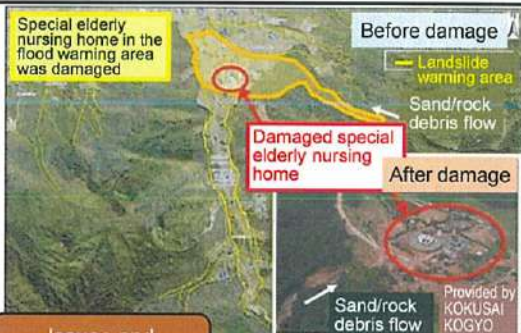 Special elderly
nursing home in the
flood warning area
was damaged
Before damage
Landslide
warning area
Sand/rock
debris flow
Damaged special
elderly nursing
home
After damage
Sand/rock
debris flow
Provided by
KOKUSAI
KOGYO